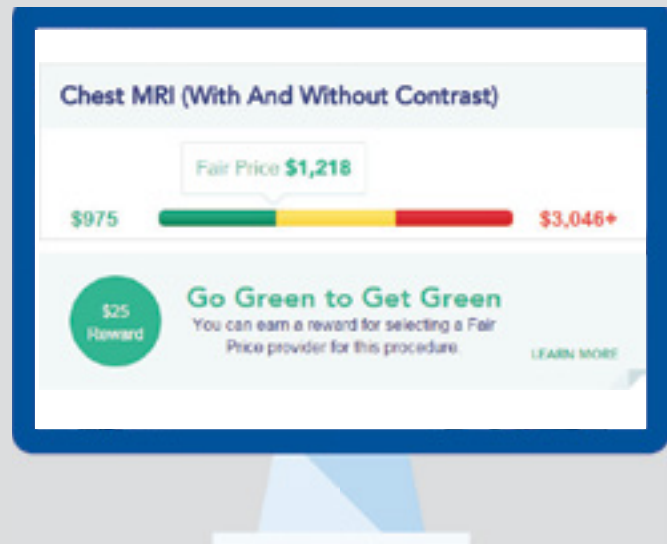 Chest MRI (With And Without Contrast)
Fair Price $1,218
$975
$3,046+
$25
Reward
Go Green to Get Green
You can earn a reward for selecting a Fair
Price provider for this procedure.
LEARN MORE